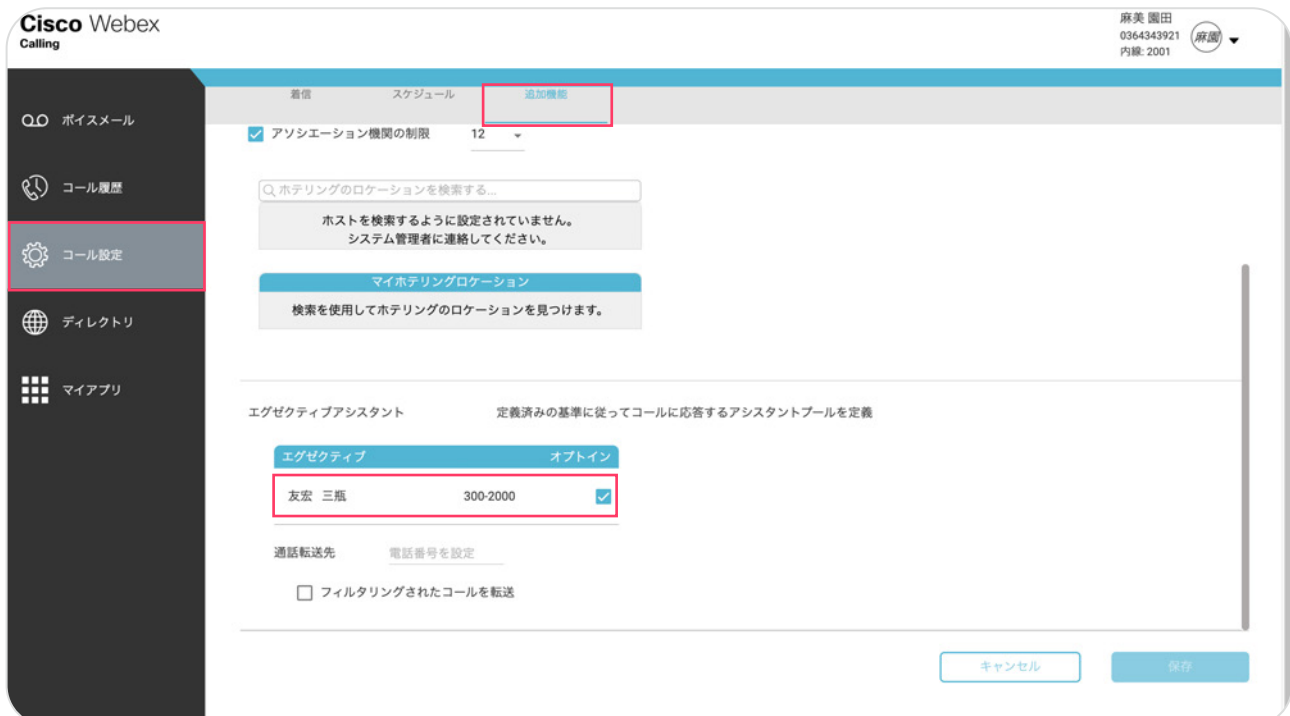 Cisco Webex
Calling
麻美 園田
0364343921
内線: 2001
麻園
ボイスメール
コール履歴
コール設定
ディレクトリ
マイアプリ
着信 スケジュール 追加機能
アソシエーション機関の制限 12
ホテリングのロケーションを検索する...
ホストを検索するように設定されていません。
システム管理者に連絡してください。
マイホテリングロケーション
検索を使用してホテリングのロケーションを見つけます。
エグゼクティブアシスタント 定義済みの基準に従ってコールに応答するアシスタントプールを定義
エグゼクティブ オプトイン
友宏 三瓶 300-2000
通話転送先 電話番号を設定
フィルタリングされたコールを転送
キャンセル 保存